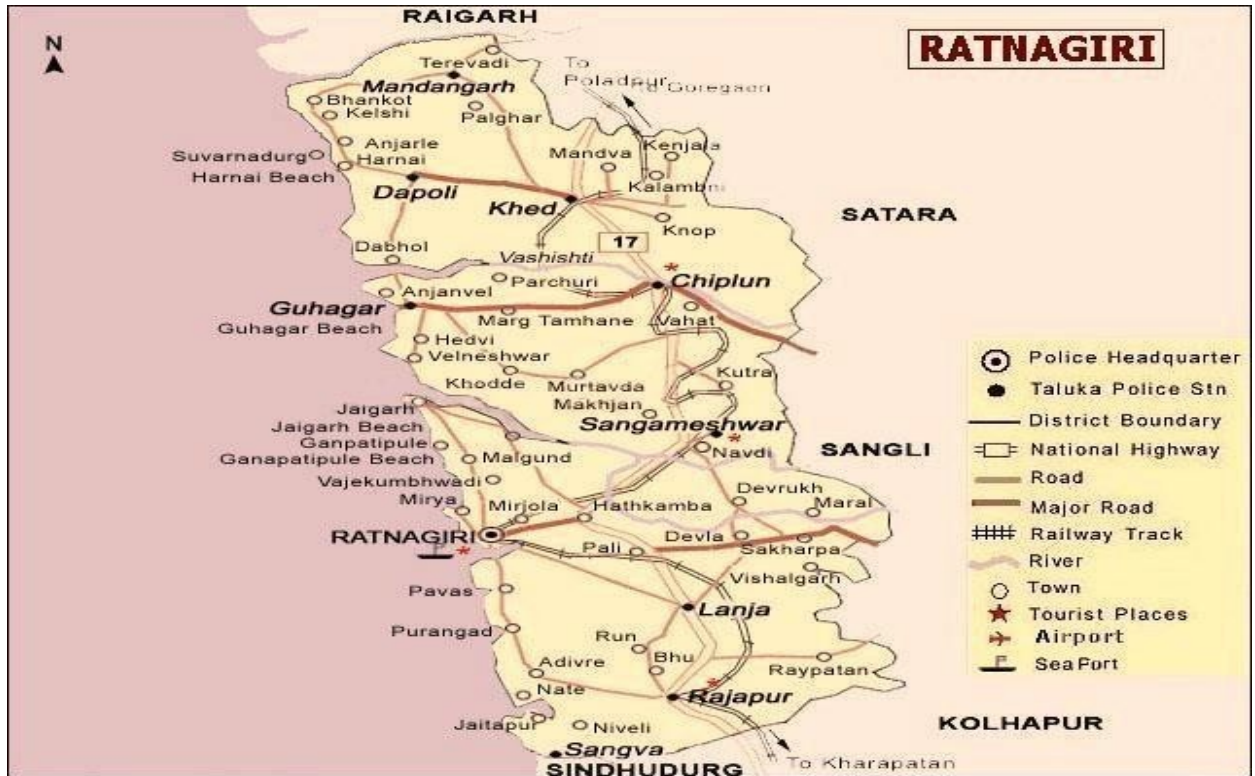 RAIGARH
RATNAGIRI
N
To
Poladpur
To Goregaon
Terevadi
Mandangarh
Bhankot
Kelshi
Palghar
Anjarle
Mandva
Kenjala
Suvarnadurg
Harnai
Harnai Beach
Kalambni
Dapoli
Khed
SATARA
Knop
17
Dabhol
Vashishti
Parchuri
Chiplun
Anjanvel
Guhagar
Guhagar Beach
Marg Tamhane
Vahat
Hedvi
Velneshwar
Khodde
Murtavda
Kutra
Makhjan
Jaigarh
Jaigarh Beach
Sangameshwar
Ganpatipule
Ganapatipule Beach
Malgund
Navdi
SANGLI
Vajekumbhwadi
Mirya
Mirjola
Hathkamba
Devrukh
Maral
RATNAGIRI
Pali
Devla
Sakharpa
Vishalgarh
Pavas
Lanja
Purangad
Run
Bhu
Adivre
Raypatan
Nate
Rajapur
Jaitapur
Niveli
KOLHAPUR
Sangva
To Kharapatan
SINDHUDURG
Police Headquarter
Taluka Police Stn
District Boundary
National Highway
Road
Major Road
Railway Track
River
Town
Tourist Places
Airport
Sea Port